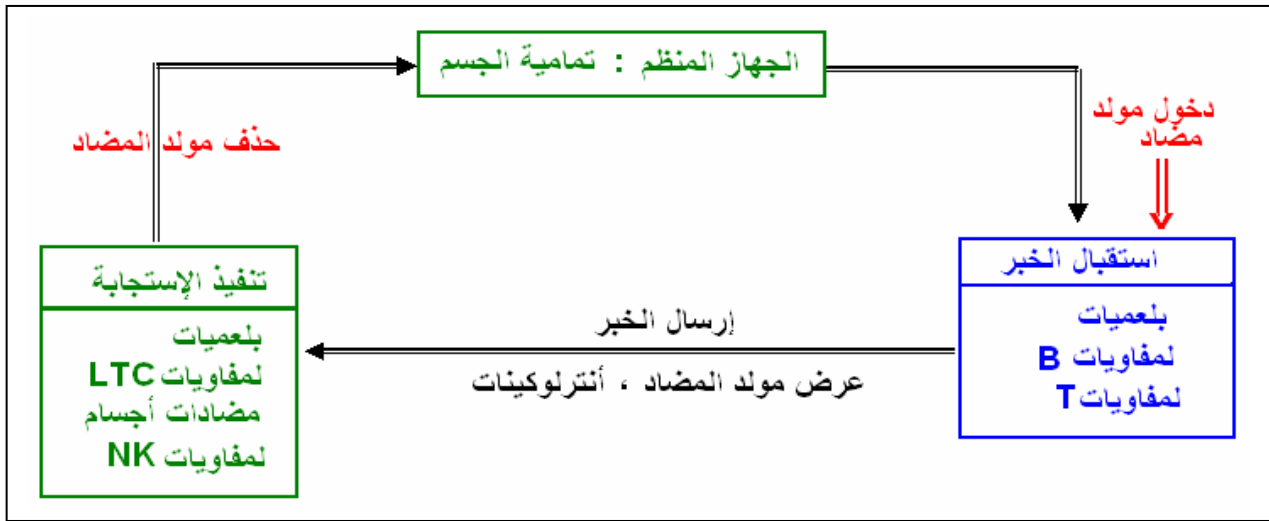 الجهاز المنظم : تمامية الجسم
دخول مولد
مضاد
حذف مولد المضاد
استقبال الخبر
بلعميات
لمفاويات B
لمفاويات T
إرسال الخبر
عرض مولد المضاد ، أنترلوكينات
تنفيذ الإستجابة
بلعميات
لمفاويات LTC
مضادات أجسام
لمفاويات NK